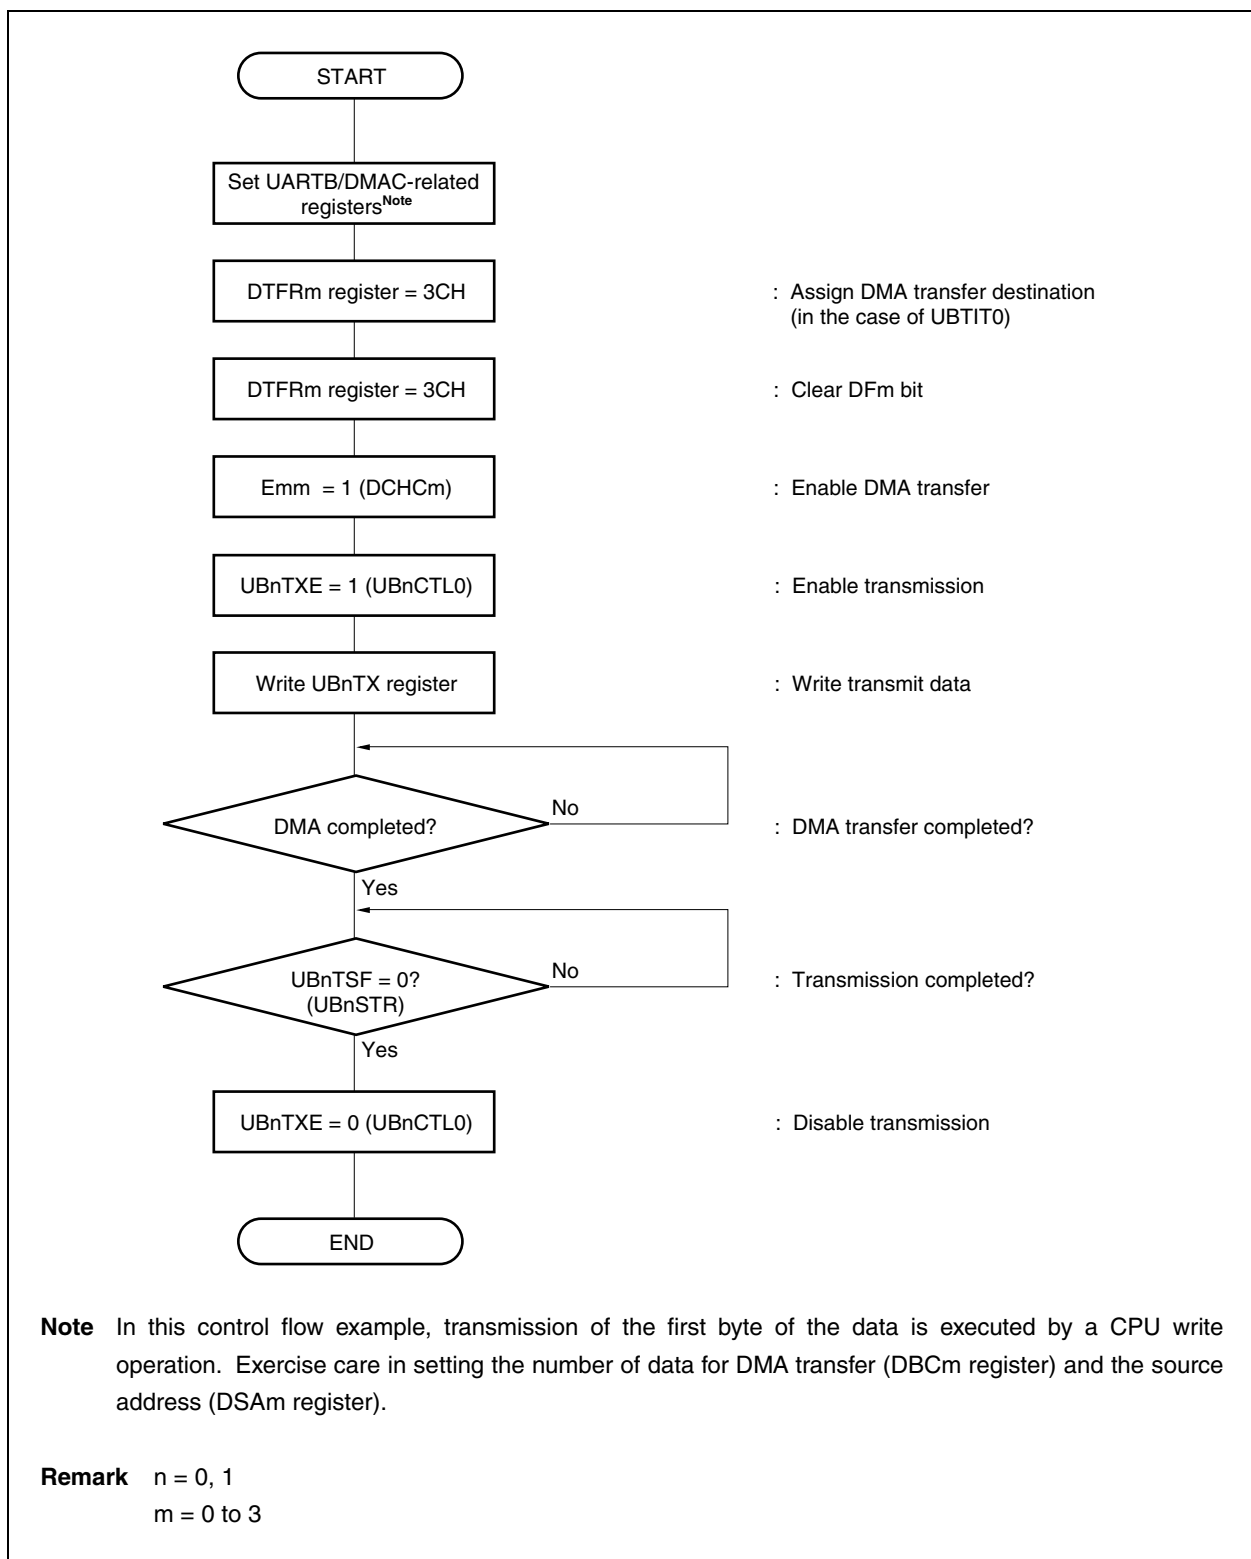 START
Set UARTB/DMAC-related
registersNote
DTFRm register = 3CH
: Assign DMA transfer destination
(in the case of UBTIT0)
DTFRm register = 3CH
: Clear DFm bit
Emm = 1 (DCHCm)
: Enable DMA transfer
UBnTXE = 1 (UBnCTL0)
: Enable transmission
Write UBnTX register
: Write transmit data
DMA completed?
No
: DMA transfer completed?
Yes
UBnTSF = 0?
(UBnSTR)
No
: Transmission completed?
Yes
UBnTXE = 0 (UBnCTL0)
: Disable transmission
END
Note In this control flow example, transmission of the first byte of the data is executed by a CPU write
operation. Exercise care in setting the number of data for DMA transfer (DBCm register) and the source
address (DSAm register).
Remark n = 0, 1
m = 0 to 3